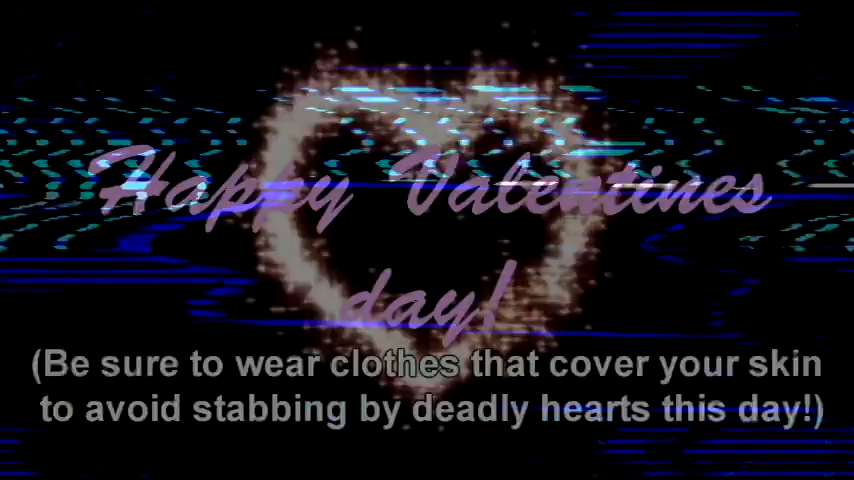 Happy Valentines
day!
(Be sure to wear clothes that cover your skin
to avoid stabbing by deadly hearts this day!)